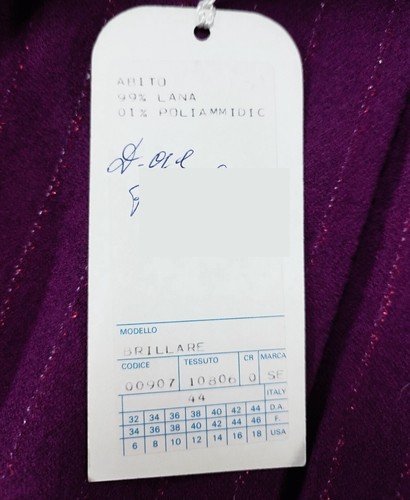 ABITO
99% LANA
01% POLIAMMIDIC
MODELLO
BRILLARE
CODICE TESSUTO CR MARCA
00907 10806 0 SE
44 ITALY
32 34 36 38 40 42 44 D.A.
34 36 38 40 42 44 46 F.
6 8 10 12 14 16 18 USA